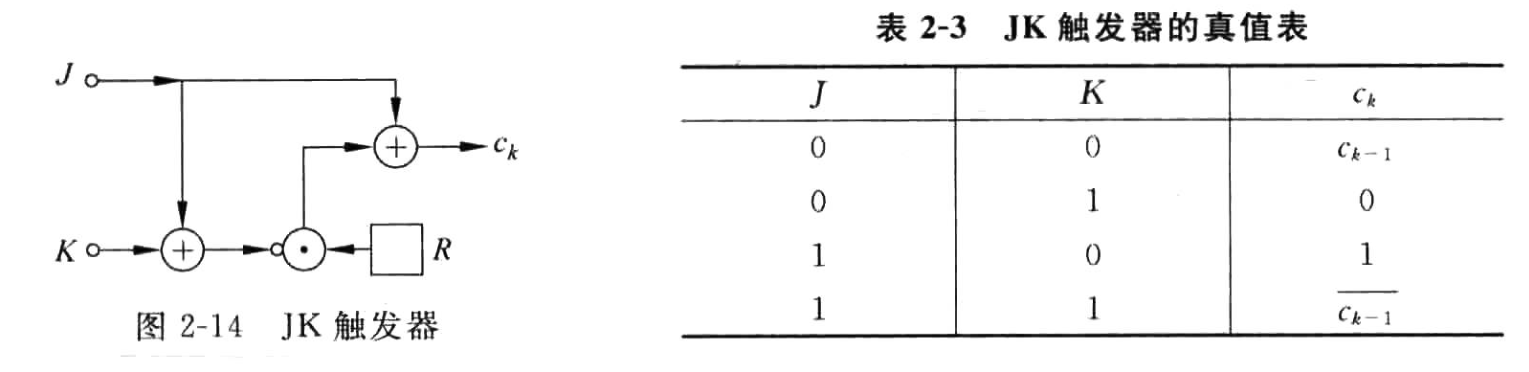 J
c_k
K
R
图 2-14 JK 触发器
表 2-3 JK 触发器的真值表
J K c_k
0 0 c_{k-1}
0 1 0
1 0 1
1 1 \overline{c_{k-1}}